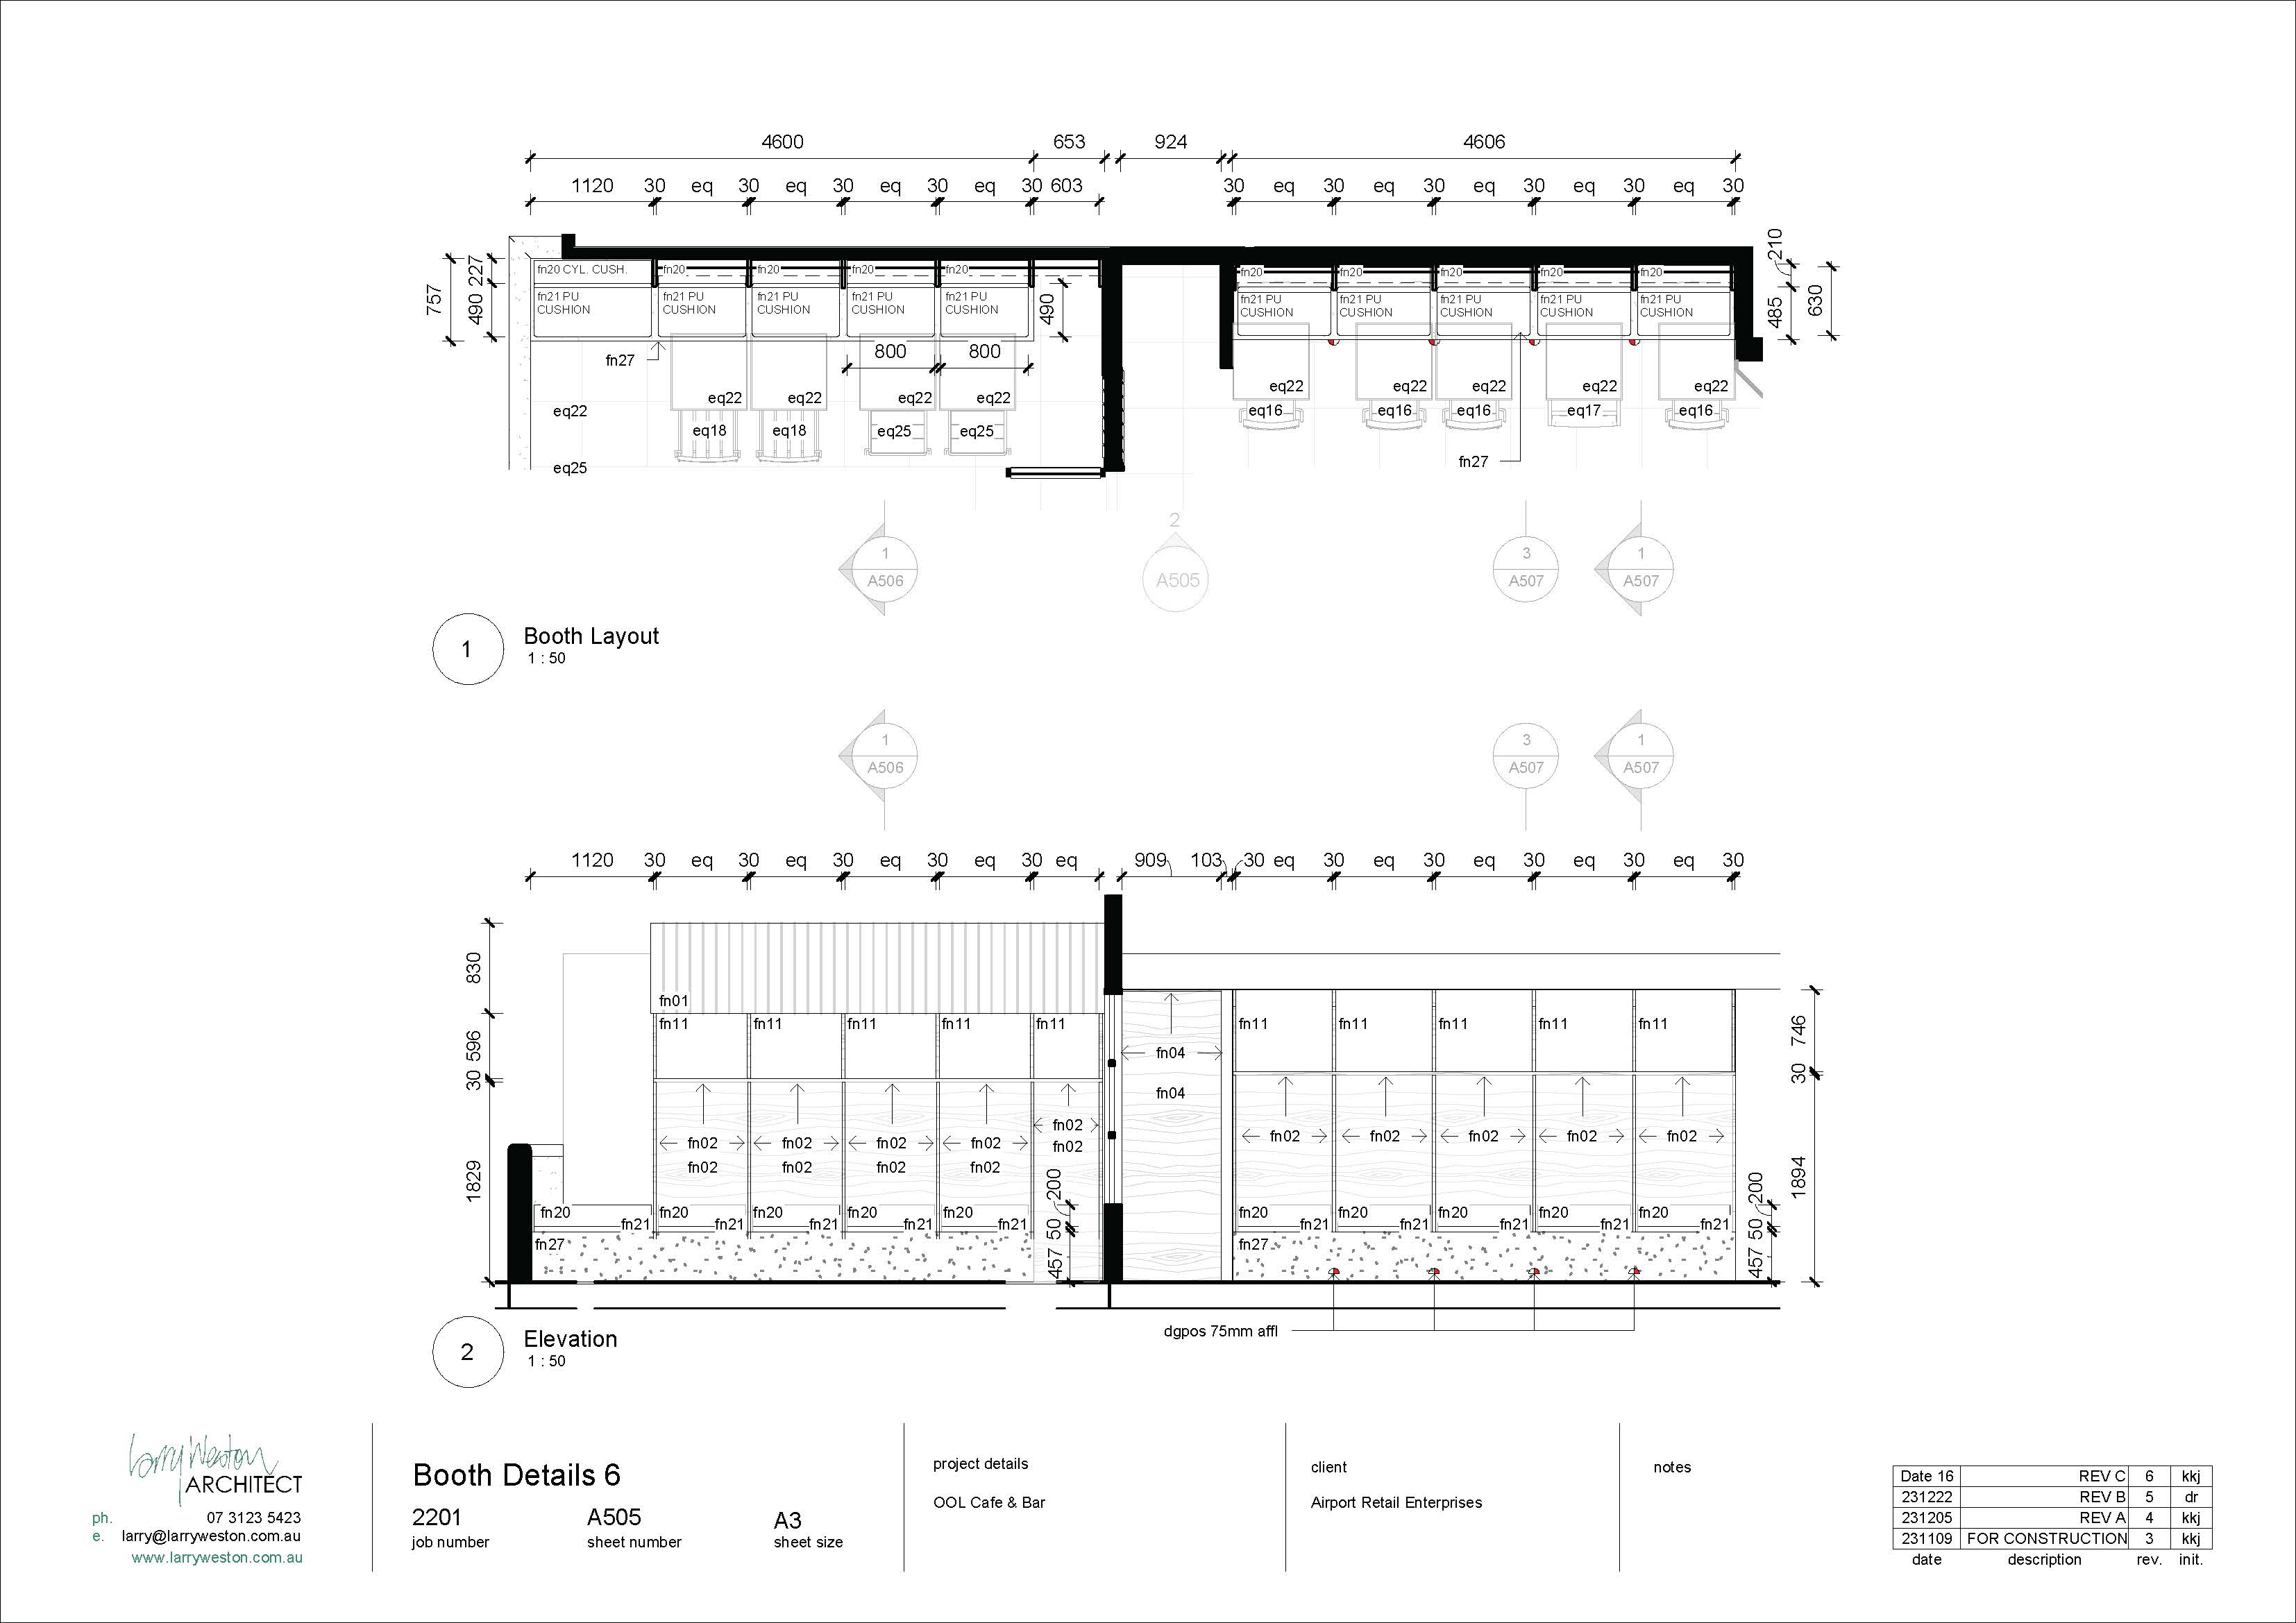 4600 653 924 4606
1120 30 eq 30 eq 30 eq 30 eq 30 603 30 eq 30 eq 30 eq 30 eq 30 eq 30
757
227
490
fn20 CYL. CUSH. fn20 fn20 fn20 fn20 fn20 fn20 fn20 fn20 fn20
fn21 PU fn21 PU fn21 PU fn21 PU fn21 PU fn21 PU fn21 PU fn21 PU fn21 PU fn21 PU
CUSHION CUSHION CUSHION CUSHION CUSHION CUSHION CUSHION CUSHION CUSHION CUSHION
490
210
485
630
fn27 800 800
eq22 eq22 eq22 eq22 eq22 eq22 eq22 eq22 eq22
eq22 eq16 eq16 eq16 eq17 eq16
eq18 eq18 eq25 eq25
eq25 fn27
2
A505
1
A506
3
A507
1
A507
1
Booth Layout
1 : 50
1
A506
3
A507
1
A507
1120 30 eq 30 eq 30 eq 30 eq 30 eq 909 103 30 eq 30 eq 30 eq 30 eq 30 eq 30
830
596
30
1829
fn01
fn11 fn11 fn11 fn11 fn11 fn11 fn11 fn11 fn11 fn11
fn04
fn04
fn02 fn02 fn02 fn02 fn02 fn02 fn02 fn02 fn02 fn02
fn02 fn02 fn02 fn02 fn02
746
30
1894
200
50
457
200
50
457
fn20 fn20 fn20 fn20 fn20 fn20 fn20 fn20 fn20 fn20
fn21 fn21 fn21 fn21 fn21 fn21 fn21 fn21 fn21 fn21
fn27 fn27
dgpos 75mm affl
2
Elevation
1 : 50
Larry Weston
ARCHITECT
ph. 07 3123 5423
e. larry@larryweston.com.au
www.larryweston.com.au
Booth Details 6
2201 A505 A3
job number sheet number sheet size
project details
OOL Cafe & Bar
client
Airport Retail Enterprises
notes
Date 16 REV C 6 kkj
231222 REV B 5 dr
231205 REV A 4 kkj
231109 FOR CONSTRUCTION 3 kkj
date description rev. init.